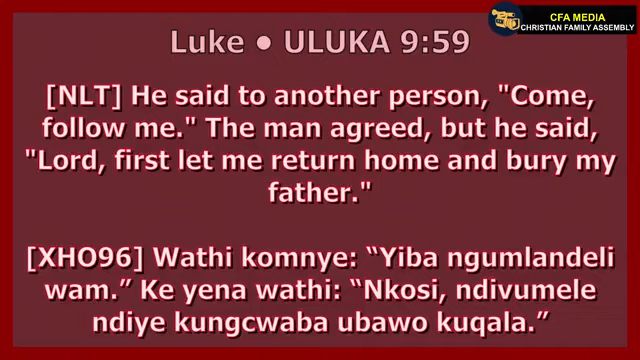 CFA MEDIA
CHRISTIAN FAMILY ASSEMBLY
Luke ● ULUKA 9:59
[NLT] He said to another person, "Come,
follow me." The man agreed, but he said,
"Lord, first let me return home and bury my
father."
[XHO96] Wathi komnye: “Yiba ngumlandeli
wam.” Ke yena wathi: “Nkosi, ndivumele
ndiye kungcwaba ubawo kuqala.”